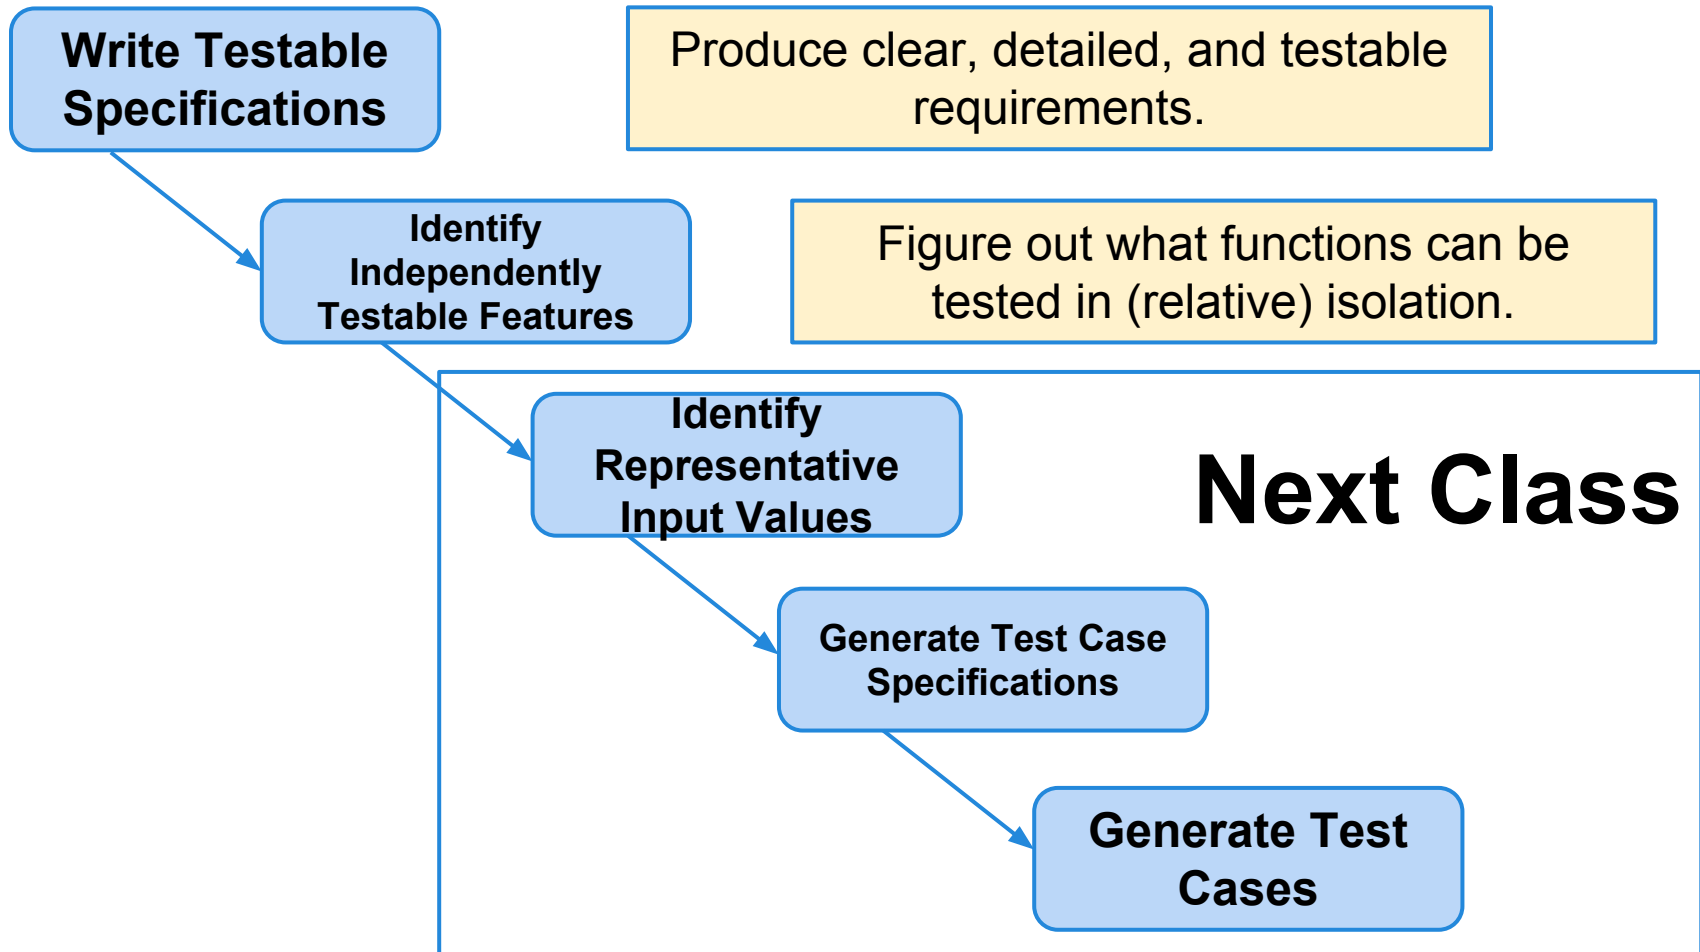 Write Testable
Specifications
Produce clear, detailed, and testable
requirements.
Identify
Independently
Testable Features
Figure out what functions can be
tested in (relative) isolation.
Identify
Representative
Input Values
Next Class
Generate Test Case
Specifications
Generate Test
Cases